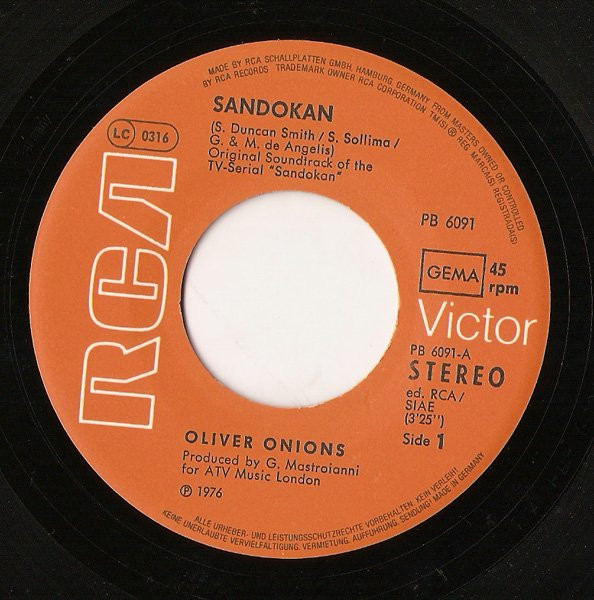 MADE BY RCA SCHALLPLATTEN GMBH, HAMBURG, GERMANY FROM MASTERS OWNED OR CONTROLLED
BY RCA RECORDS TRADEMARK OWNER RCA CORPORATION TM(S) ® REG MARCA(S) REGISTRADA(S)
SANDOKAN
(S. Duncan Smith / S. Sollima /
G. & M. de Angelis)
Original Soundtrack of the
TV-Serial "Sandokan"
LC 0316
RCA
PB 6091
GEMA
45
rpm
Victor
PB 6091-A
STEREO
ed. RCA/
SIAE
(3'25'')
Side 1
OLIVER ONIONS
Produced by G. Mastroianni
for ATV Music London
℗ 1976
ALLE URHEBER- UND LEISTUNGSSCHUTZRECHTE VORBEHALTEN. KEIN VERLEIH!
KEINE UNERLAUBTE VERVIELFÄLTIGUNG. VERMIETUNG. AUFFÜHRUNG. SENDUNG! MADE IN GERMANY